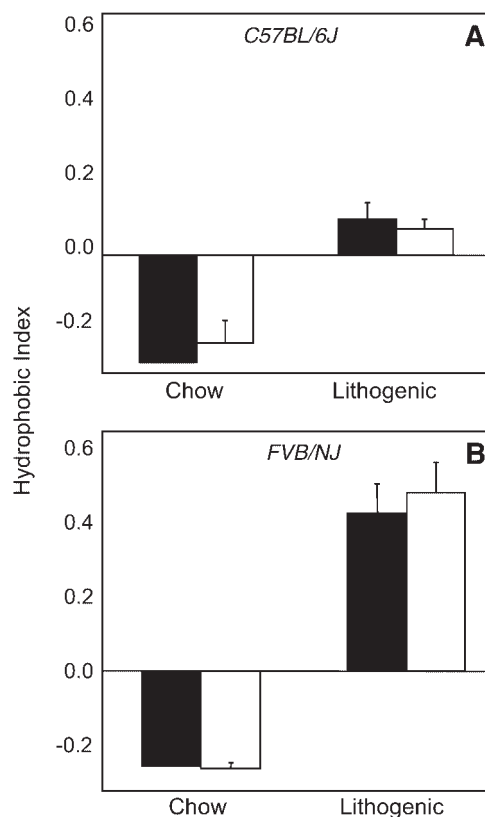 Hydrophobic Index
C57BL/6J
A
0.6
0.4
0.2
0.0
-0.2
Chow
Lithogenic
FVB/NJ
B
0.6
0.4
0.2
0.0
-0.2
Chow
Lithogenic